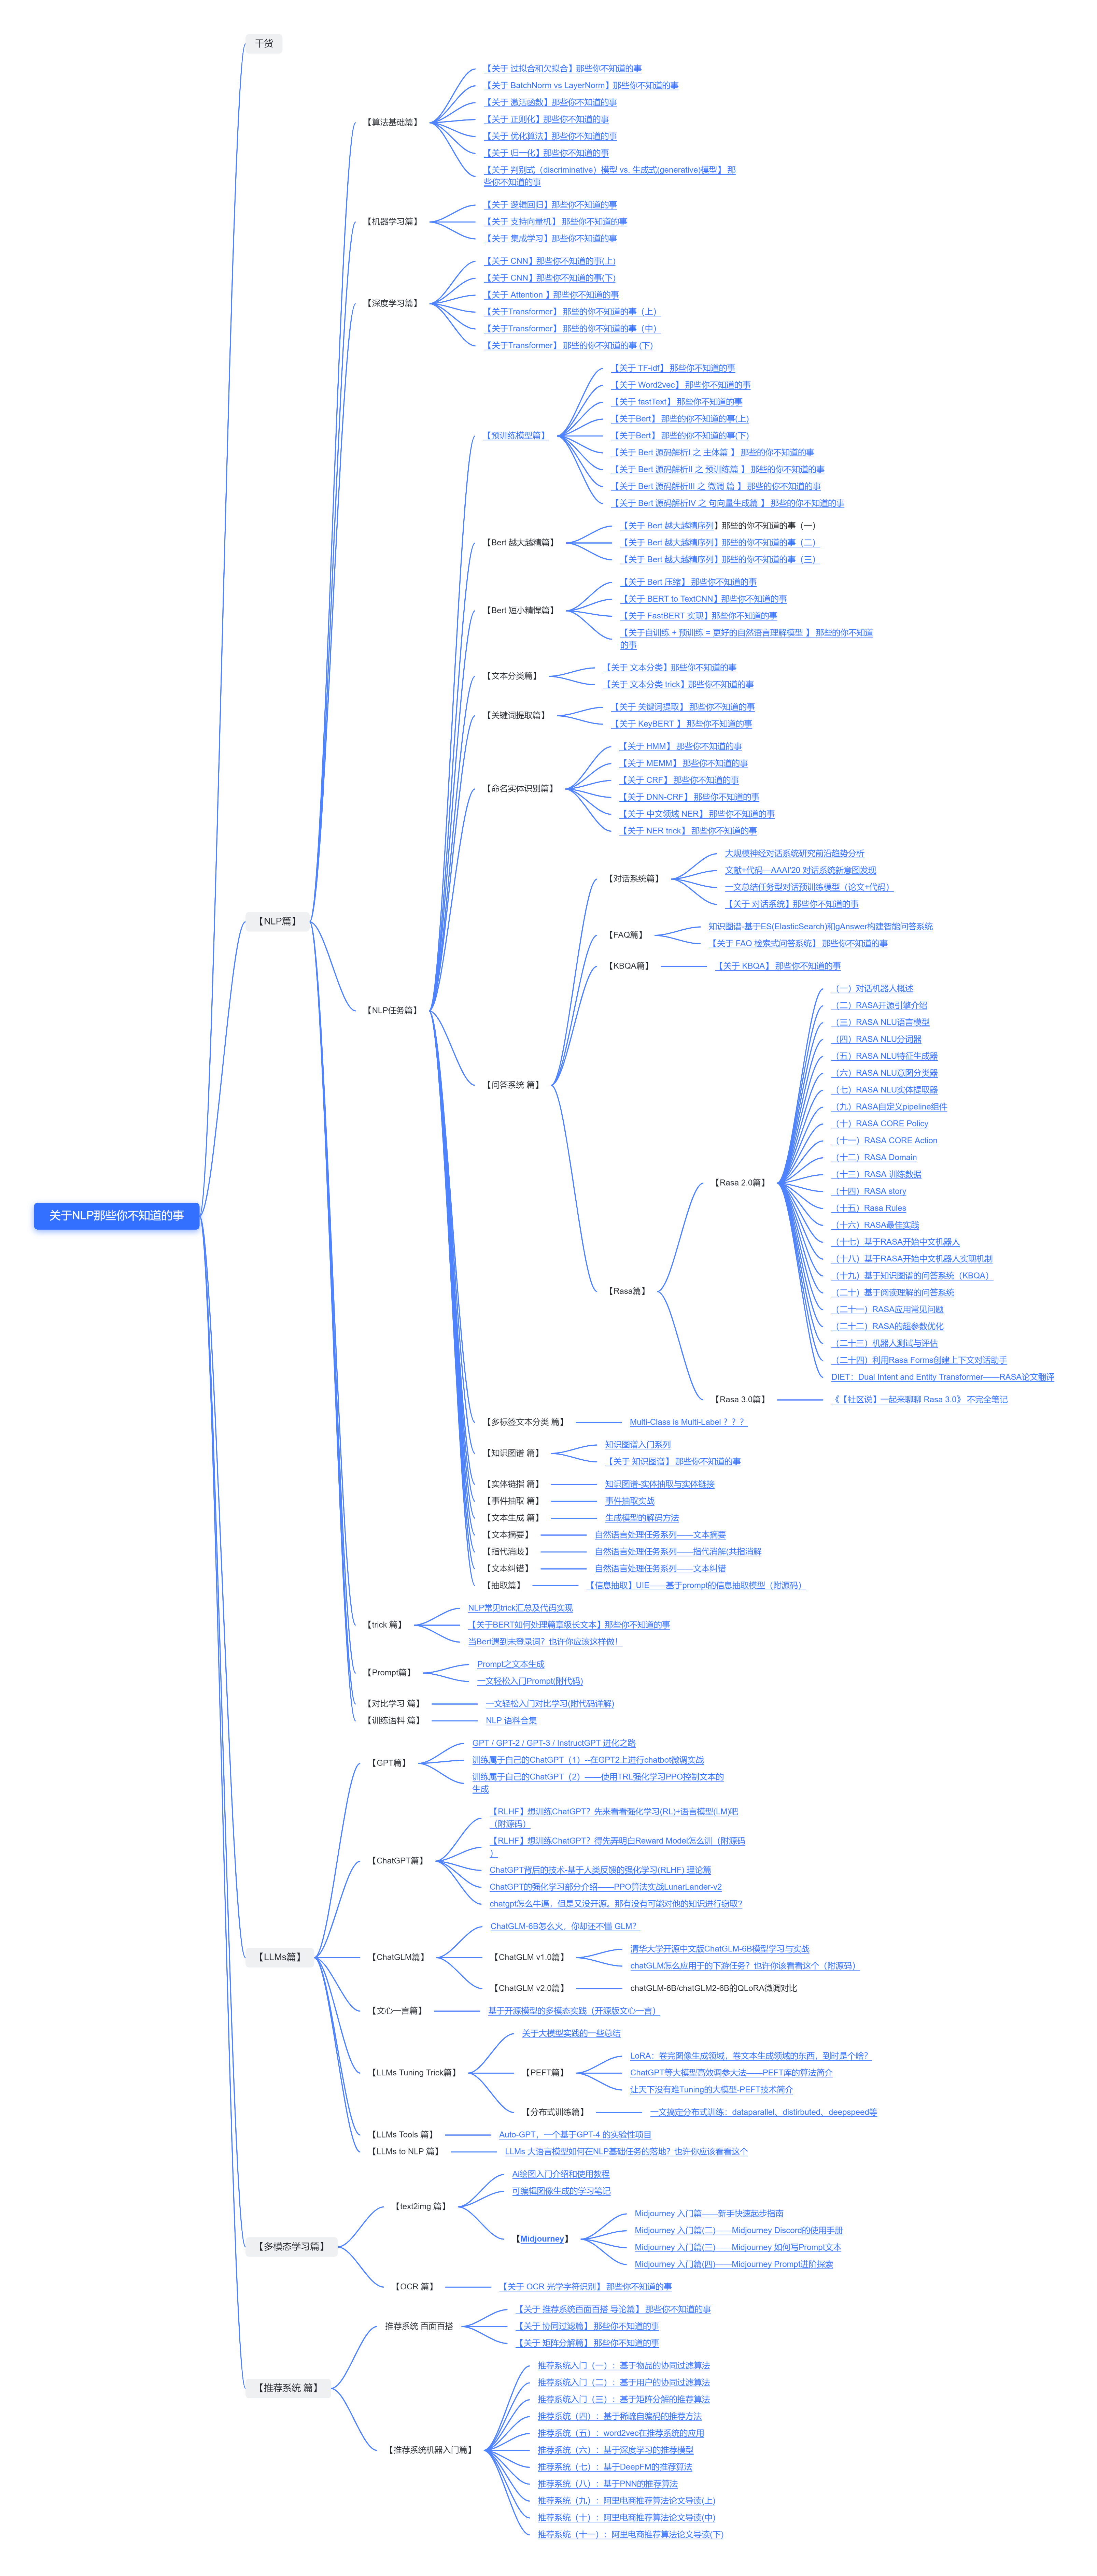 关于NLP那些你不知道的事
干货
【NLP篇】
【算法基础篇】
【关于 过拟合和欠拟合】那些你不知道的事
【关于 BatchNorm vs LayerNorm】那些你不知道的事
【关于 激活函数】那些你不知道的事
【关于 正则化】那些你不知道的事
【关于 优化算法】那些你不知道的事
【关于 归一化】那些你不知道的事
【关于 判别式（discriminative）模型 vs. 生成式(generative)模型】 那
些你不知道的事
【机器学习篇】
【关于 逻辑回归】那些你不知道的事
【关于 支持向量机】 那些你不知道的事
【关于 集成学习】那些你不知道的事
【深度学习篇】
【关于 CNN】那些你不知道的事(上)
【关于 CNN】那些你不知道的事(下)
【关于 Attention 】那些你不知道的事
【关于Transformer】 那些的你不知道的事（上）
【关于Transformer】 那些的你不知道的事（中）
【关于Transformer】 那些的你不知道的事 (下)
【NLP任务篇】
【预训练模型篇】
【关于 TF-idf】 那些你不知道的事
【关于 Word2vec】 那些你不知道的事
【关于 fastText】 那些你不知道的事
【关于Bert】 那些的你不知道的事(上)
【关于Bert】 那些的你不知道的事(下)
【关于 Bert 源码解析I 之 主体篇 】 那些的你不知道的事
【关于 Bert 源码解析II 之 预训练篇 】 那些的你不知道的事
【关于 Bert 源码解析III 之 微调 篇 】 那些的你不知道的事
【关于 Bert 源码解析IV 之 句向量生成篇 】 那些的你不知道的事
【Bert 越大越精篇】
【关于 Bert 越大越精序列】那些的你不知道的事（一）
【关于 Bert 越大越精序列】那些的你不知道的事（二）
【关于 Bert 越大越精序列】那些的你不知道的事（三）
【Bert 短小精悍篇】
【关于 Bert 压缩】 那些你不知道的事
【关于 BERT to TextCNN】那些你不知道的事
【关于 FastBERT 实现】那些你不知道的事
【关于自训练 + 预训练 = 更好的自然语言理解模型 】 那些的你不知道
的事
【文本分类篇】
【关于 文本分类】那些你不知道的事
【关于 文本分类 trick】那些你不知道的事
【关键词提取篇】
【关于 关键词提取】 那些你不知道的事
【关于 KeyBERT 】 那些你不知道的事
【命名实体识别篇】
【关于 HMM】 那些你不知道的事
【关于 MEMM】 那些你不知道的事
【关于 CRF】 那些你不知道的事
【关于 DNN-CRF】 那些你不知道的事
【关于 中文领域 NER】 那些你不知道的事
【关于 NER trick】 那些你不知道的事
【问答系统 篇】
【对话系统篇】
大规模神经对话系统研究前沿趋势分析
文献+代码—AAAI'20 对话系统新意图发现
一文总结任务型对话预训练模型（论文+代码）
【关于 对话系统】那些你不知道的事
【FAQ篇】
知识图谱-基于ES(ElasticSearch)和gAnswer构建智能问答系统
【关于 FAQ 检索式问答系统】 那些你不知道的事
【KBQA篇】
【关于 KBQA】 那些你不知道的事
【Rasa篇】
【Rasa 2.0篇】
（一）对话机器人概述
（二）RASA开源引擎介绍
（三）RASA NLU语言模型
（四）RASA NLU分词器
（五）RASA NLU特征生成器
（六）RASA NLU意图分类器
（七）RASA NLU实体提取器
（九）RASA自定义pipeline组件
（十）RASA CORE Policy
（十一）RASA CORE Action
（十二）RASA Domain
（十三）RASA 训练数据
（十四）RASA story
（十五）Rasa Rules
（十六）RASA最佳实践
（十七）基于RASA开始中文机器人
（十八）基于RASA开始中文机器人实现机制
（十九）基于知识图谱的问答系统（KBQA）
（二十）基于阅读理解的问答系统
（二十一）RASA应用常见问题
（二十二）RASA的超参数优化
（二十三）机器人测试与评估
（二十四）利用Rasa Forms创建上下文对话助手
DIET：Dual Intent and Entity Transformer——RASA论文翻译
【Rasa 3.0篇】
《【社区说】一起来聊聊 Rasa 3.0》 不完全笔记
【多标签文本分类 篇】
Multi-Class is Multi-Label？？？
【知识图谱 篇】
知识图谱入门系列
【关于 知识图谱】 那些你不知道的事
【实体链指 篇】
知识图谱-实体抽取与实体链接
【事件抽取 篇】
事件抽取实战
【文本生成 篇】
生成模型的解码方法
【文本摘要】
自然语言处理任务系列——文本摘要
【指代消歧】
自然语言处理任务系列——指代消解(共指消解
【文本纠错】
自然语言处理任务系列——文本纠错
【抽取篇】
【信息抽取】UIE——基于prompt的信息抽取模型（附源码）
【trick 篇】
NLP常见trick汇总及代码实现
【关于BERT如何处理篇章级长文本】那些你不知道的事
当Bert遇到未登录词？也许你应该这样做！
【Prompt篇】
Prompt之文本生成
一文轻松入门Prompt(附代码)
【对比学习 篇】
一文轻松入门对比学习(附代码详解)
【训练语料 篇】
NLP 语料合集
【LLMs篇】
【GPT篇】
GPT / GPT-2 / GPT-3 / InstructGPT 进化之路
训练属于自己的ChatGPT（1）--在GPT2上进行chatbot微调实战
训练属于自己的ChatGPT（2）——使用TRL强化学习PPO控制文本的
生成
【ChatGPT篇】
【RLHF】想训练ChatGPT？先来看看强化学习(RL)+语言模型(LM)吧
（附源码）
【RLHF】想训练ChatGPT？得先弄明白Reward Model怎么训（附源码
）
ChatGPT背后的技术-基于人类反馈的强化学习(RLHF) 理论篇
ChatGPT的强化学习部分介绍——PPO算法实战LunarLander-v2
chatgpt怎么牛逼，但是又没开源。那有没有可能对他的知识进行窃取?
【ChatGLM篇】
ChatGLM-6B怎么火，你却还不懂 GLM？
【ChatGLM v1.0篇】
清华大学开源中文版ChatGLM-6B模型学习与实战
chatGLM怎么应用于的下游任务？也许你该看看这个（附源码）
【ChatGLM v2.0篇】
chatGLM-6B/chatGLM2-6B的QLoRA微调对比
【文心一言篇】
基于开源模型的多模态实践（开源版文心一言）
【LLMs Tuning Trick篇】
关于大模型实践的一些总结
【PEFT篇】
LoRA：卷完图像生成领域，卷文本生成领域的东西，到时是个啥？
ChatGPT等大模型高效调参大法——PEFT库的算法简介
让天下没有难Tuning的大模型-PEFT技术简介
【分布式训练篇】
一文搞定分布式训练：dataparallel、distirbuted、deepspeed等
【LLMs Tools 篇】
Auto-GPT，一个基于GPT-4 的实验性项目
【LLMs to NLP 篇】
LLMs 大语言模型如何在NLP基础任务的落地？也许你应该看看这个
【多模态学习篇】
【text2img 篇】
Ai绘图入门介绍和使用教程
可编辑图像生成的学习笔记
【Midjourney】
Midjourney 入门篇——新手快速起步指南
Midjourney 入门篇(二)——Midjourney Discord的使用手册
Midjourney 入门篇(三)——Midjourney 如何写Prompt文本
Midjourney 入门篇(四)——Midjourney Prompt进阶探索
【OCR 篇】
【关于 OCR 光学字符识别】 那些你不知道的事
【推荐系统 篇】
推荐系统 百面百搭
【关于 推荐系统百面百搭 导论篇】 那些你不知道的事
【关于 协同过滤篇】 那些你不知道的事
【关于 矩阵分解篇】 那些你不知道的事
【推荐系统机器入门篇】
推荐系统入门（一）：基于物品的协同过滤算法
推荐系统入门（二）：基于用户的协同过滤算法
推荐系统入门（三）：基于矩阵分解的推荐算法
推荐系统（四）：基于稀疏自编码的推荐方法
推荐系统（五）：word2vec在推荐系统的应用
推荐系统（六）：基于深度学习的推荐模型
推荐系统（七）：基于DeepFM的推荐算法
推荐系统（八）：基于PNN的推荐算法
推荐系统（九）：阿里电商推荐算法论文导读(上)
推荐系统（十）：阿里电商推荐算法论文导读(中)
推荐系统（十一）：阿里电商推荐算法论文导读(下)